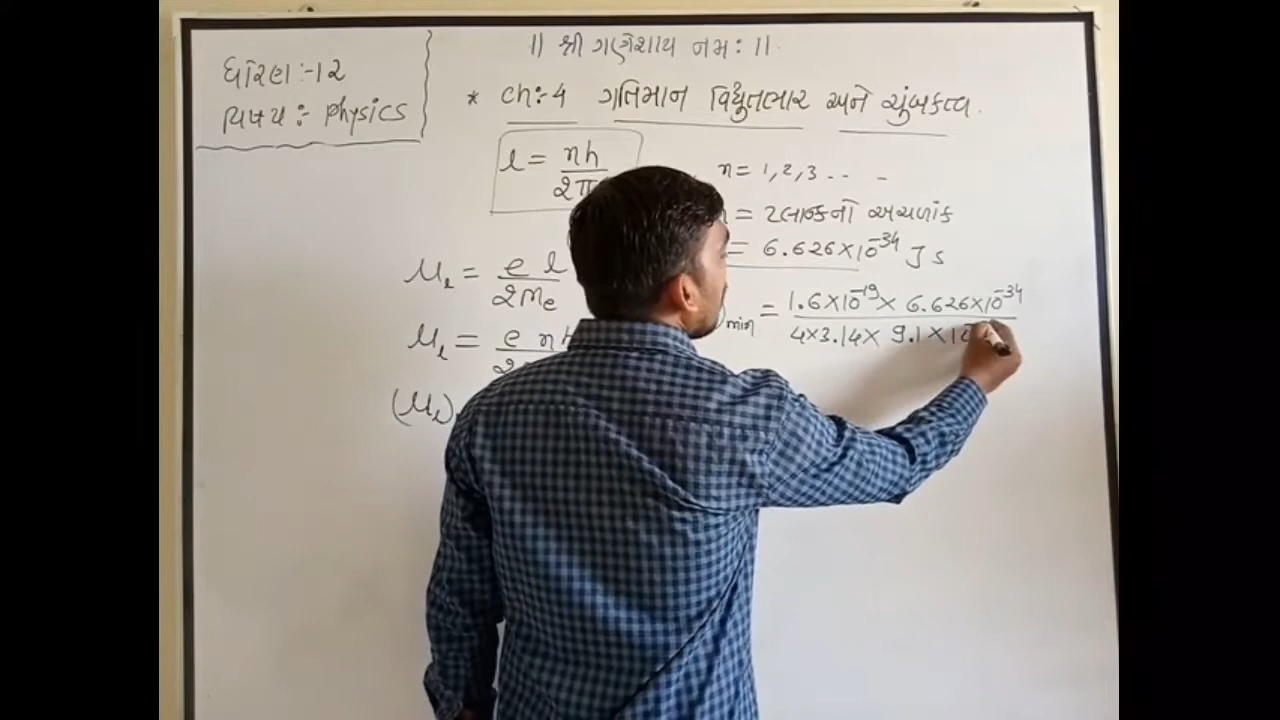 ॥ શ્રી ગણેશાય નમઃ ॥
ધોરણ :- 12
વિષય :- Physics
* ch:-4 ગતિમાન વિદ્યુતભાર અને ચુંબકત્વ.
l = nh / 2π
n = 1, 2, 3 .. -
= પ્લાન્કનો અચળાંક
= 6.626×10⁻³⁴ J s
μₗ = e l / 2mₑ
μₗ = e n
(μₗ)
min = 1.6×10⁻¹⁹ × 6.626×10⁻³⁴ / 4×3.14× 9.1×10